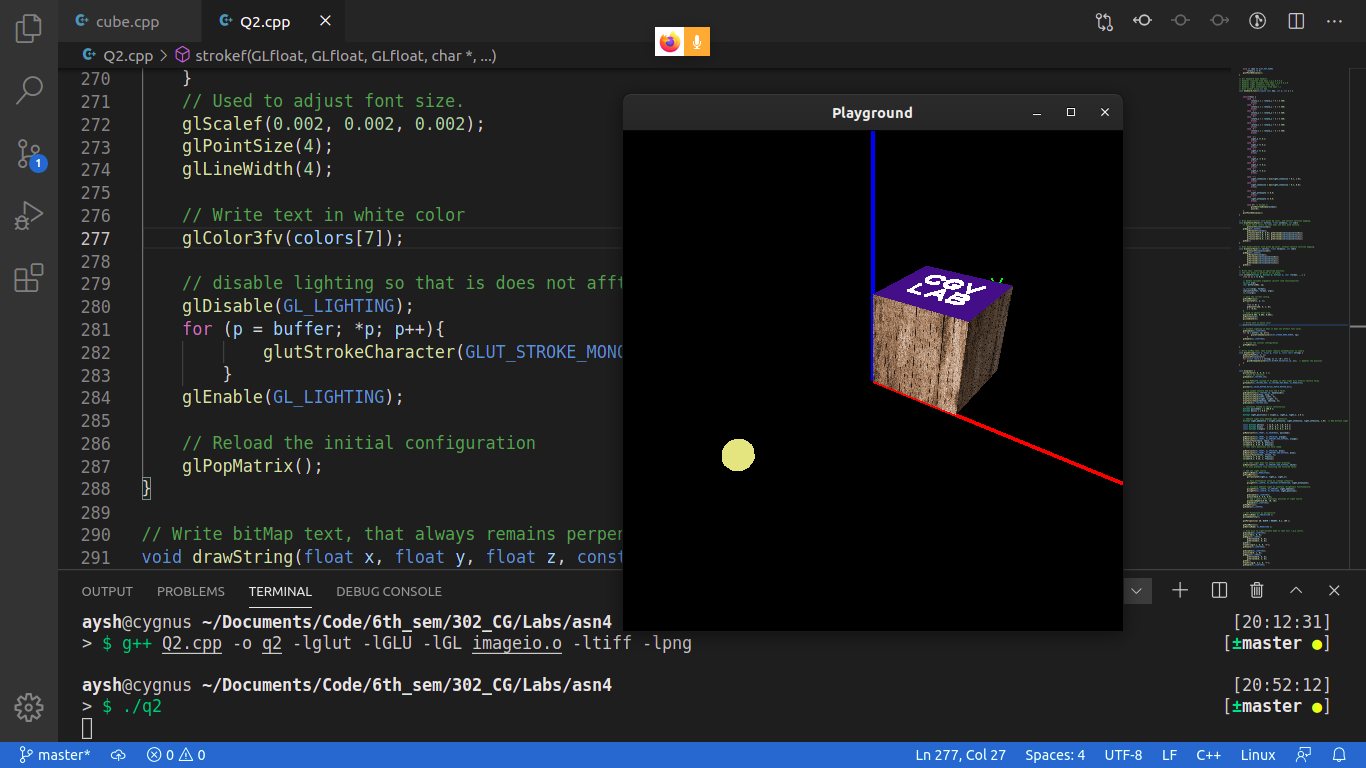 cube.cpp
Q2.cpp
Q2.cpp > strokef(GLfloat, GLfloat, GLfloat, char *, ...)
270 }
271 // Used to adjust font size.
272 glScalef(0.002, 0.002, 0.002);
273 glPointSize(4);
274 glLineWidth(4);
275
276 // Write text in white color
277 glColor3fv(colors[7]);
278
279 // disable lighting so that is does not afft
280 glDisable(GL_LIGHTING);
281 for (p = buffer; *p; p++){
282 glutStrokeCharacter(GLUT_STROKE_MONO
283 }
284 glEnable(GL_LIGHTING);
285
286 // Reload the initial configuration
287 glPopMatrix();
288 }
289
290 // Write bitMap text, that always remains perpen
291 void drawString(float x, float y, float z, const
Playground
CGV
LAB
Y
1
OUTPUT PROBLEMS TERMINAL DEBUG CONSOLE
aysh@cygnus ~/Documents/Code/6th_sem/302_CG/Labs/asn4 [20:12:31]
> $ g++ Q2.cpp -o q2 -lglut -lGLU -lGL imageio.o -ltiff -lpng [±master ●]
aysh@cygnus ~/Documents/Code/6th_sem/302_CG/Labs/asn4 [20:52:12]
> $ ./q2 [±master ●]
master* 0 0 Ln 277, Col 27 Spaces: 4 UTF-8 LF C++ Linux